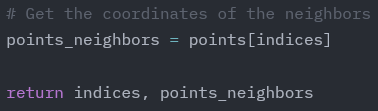 # Get the coordinates of the neighbors
points_neighbors = points[indices]
return indices, points_neighbors